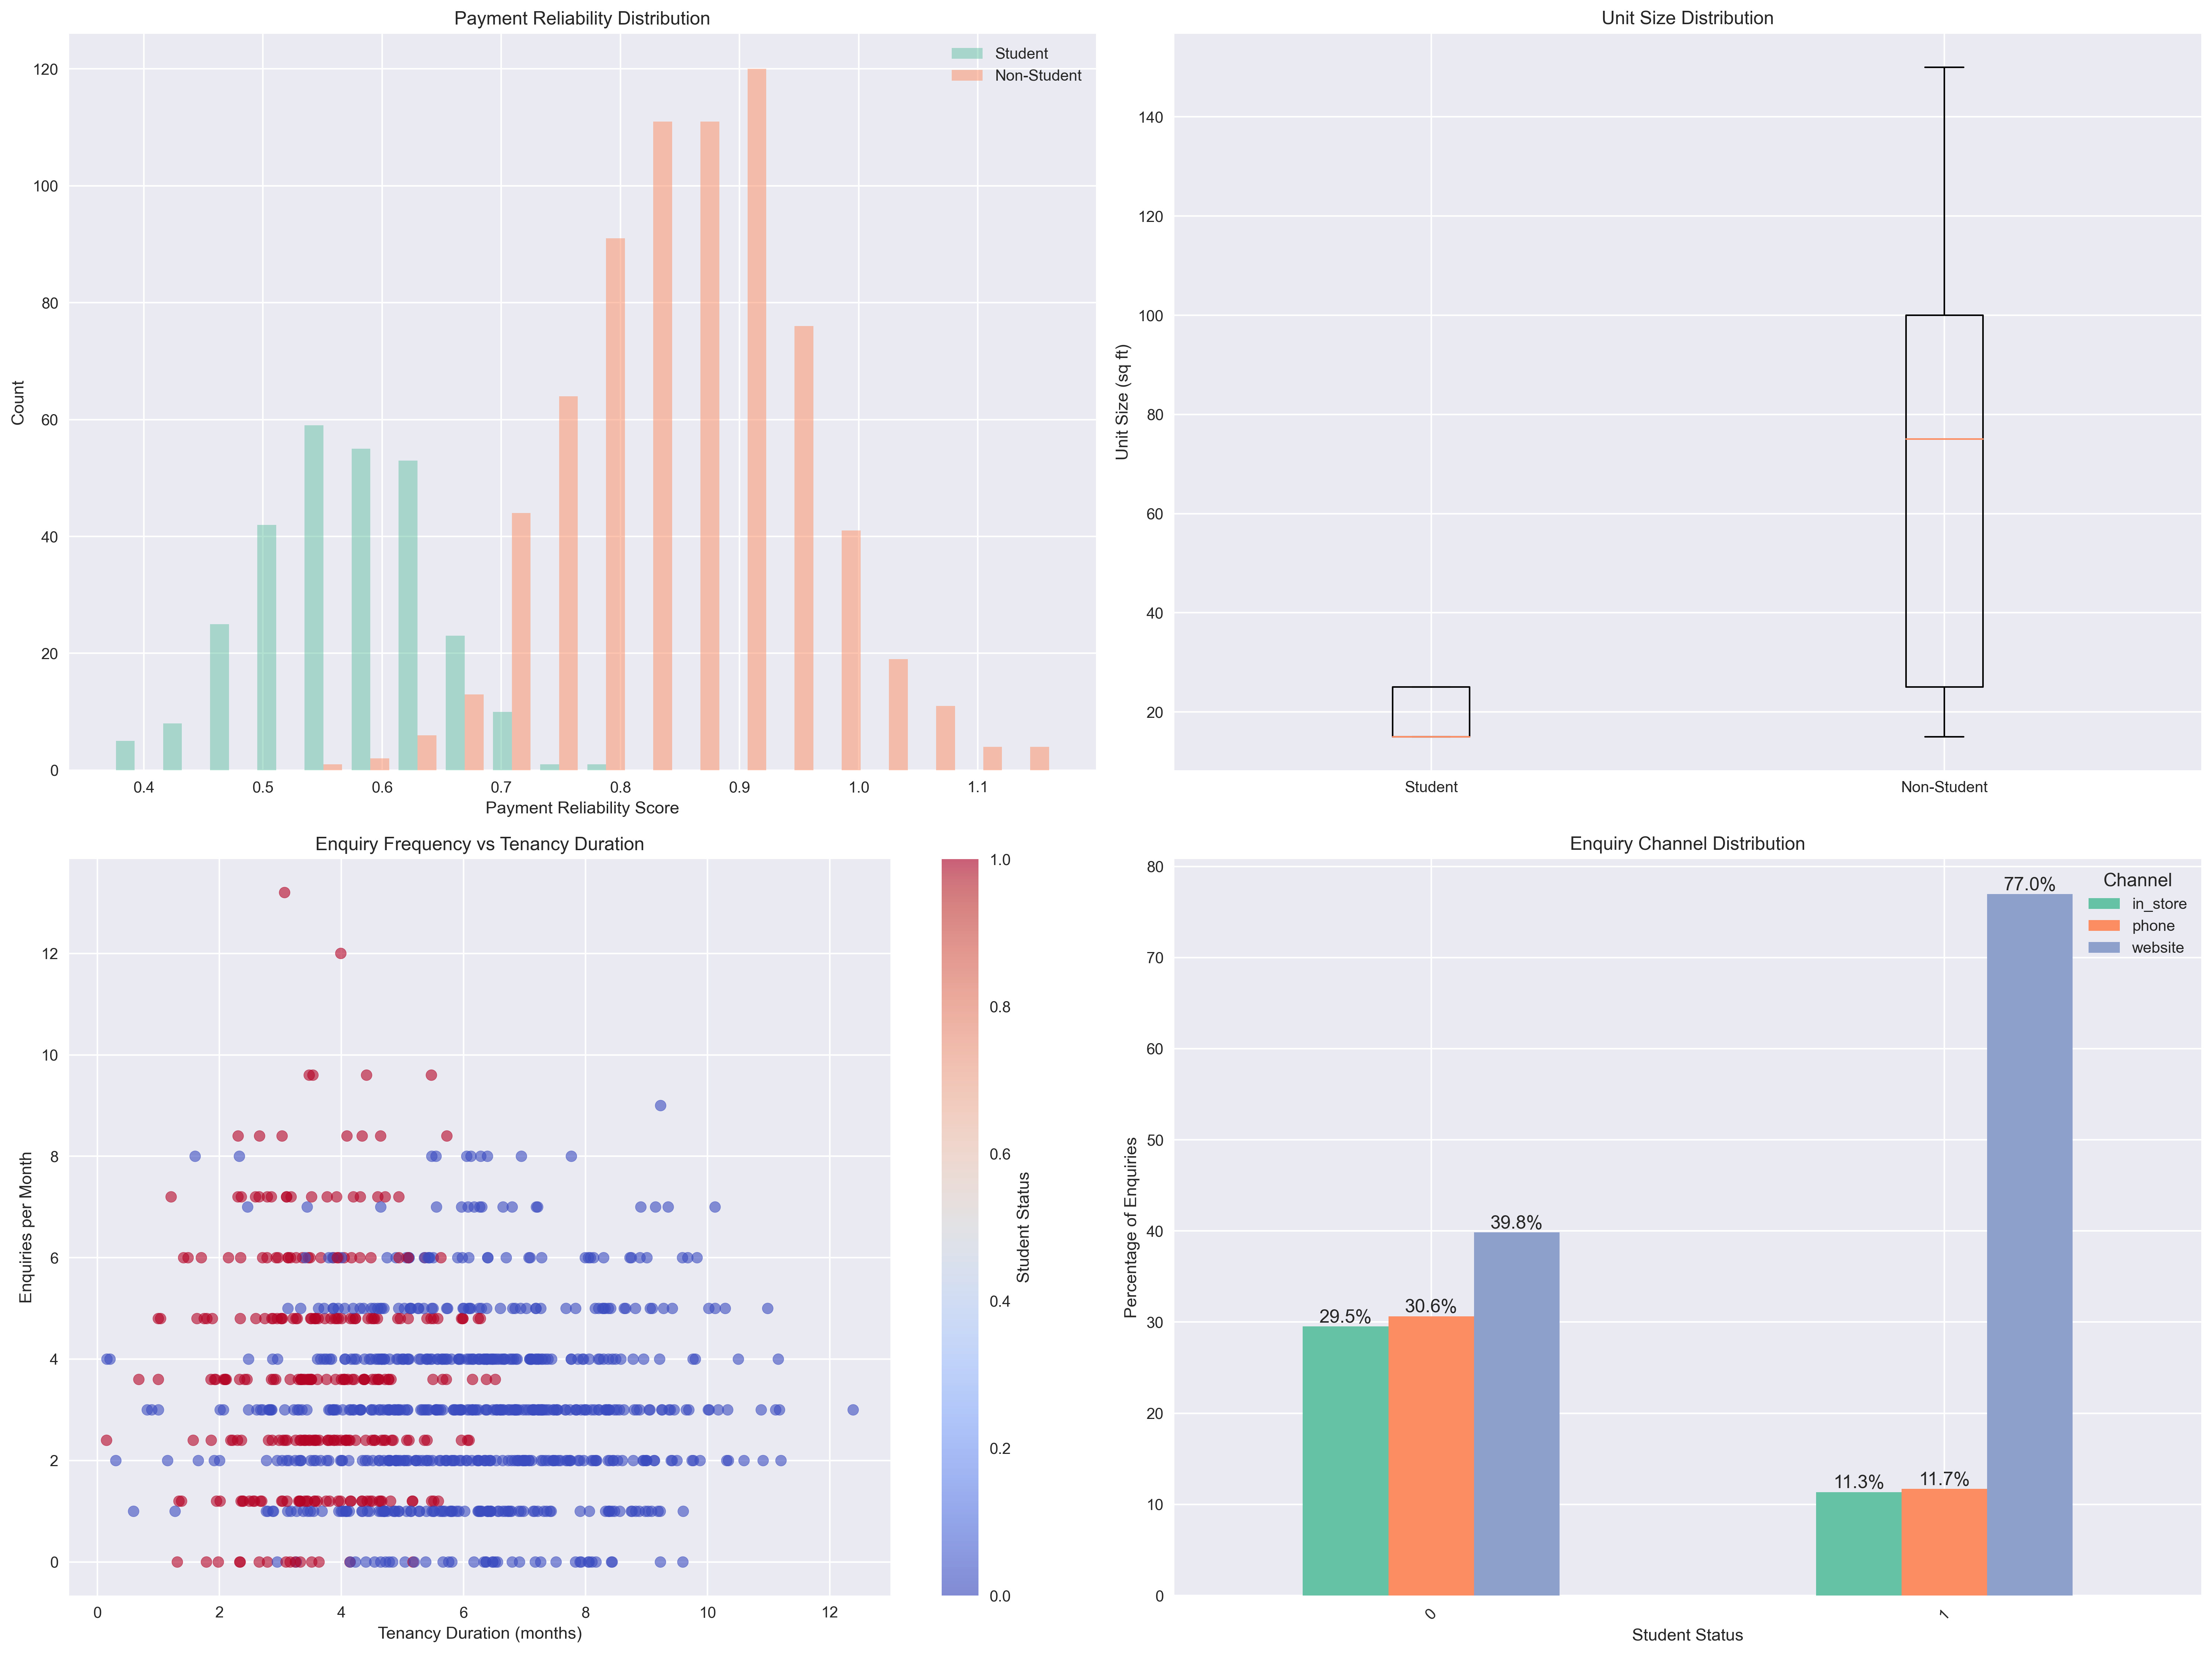 Payment Reliability Distribution
Student
Non-Student
120
100
80
60
40
20
0
Count
0.4 0.5 0.6 0.7 0.8 0.9 1.0 1.1
Payment Reliability Score
Unit Size Distribution
140
120
100
80
60
40
20
Unit Size (sq ft)
Student Non-Student
Enquiry Frequency vs Tenancy Duration
12
10
8
6
4
2
0
Enquiries per Month
0 2 4 6 8 10 12
Tenancy Duration (months)
1.0
0.8
0.6
0.4
0.2
0.0
Student Status
Enquiry Channel Distribution
Channel
in_store
phone
website
80
70
60
50
40
30
20
10
0
Percentage of Enquiries
29.5% 30.6% 39.8%
11.3% 11.7% 77.0%
0 1
Student Status